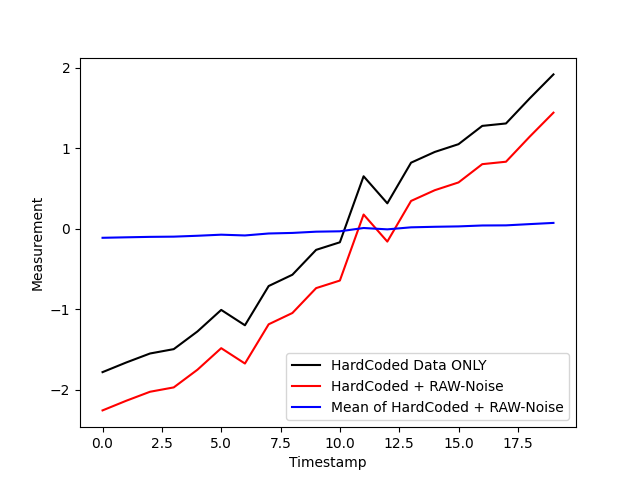 2
1
0
−1
−2
Measurement
HardCoded Data ONLY
HardCoded + RAW-Noise
Mean of HardCoded + RAW-Noise
0.0 2.5 5.0 7.5 10.0 12.5 15.0 17.5
Timestamp